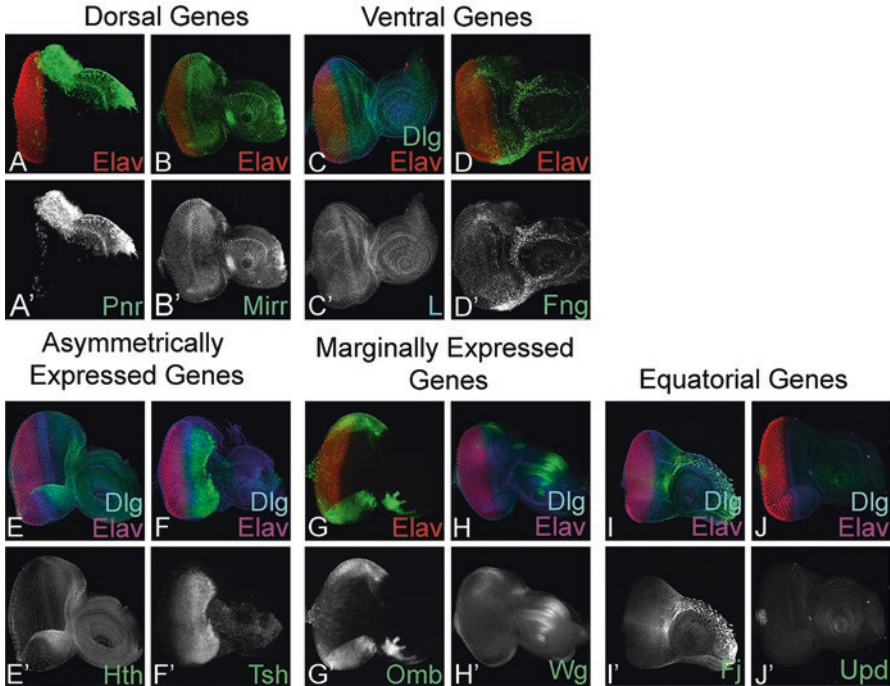 Dorsal Genes
Ventral Genes
A Elav
B Elav
C Dlg Elav
D Elav
A' Pnr
B' Mirr
C' L
D' Fng
Asymmetrically
Expressed Genes
Marginally Expressed
Genes
Equatorial Genes
E Dlg Elav
F Dlg Elav
G Elav
H Dlg Elav
I Dlg Elav
J Dlg Elav
E' Hth
F' Tsh
G' Omb
H' Wg
I' Fj
J' Upd